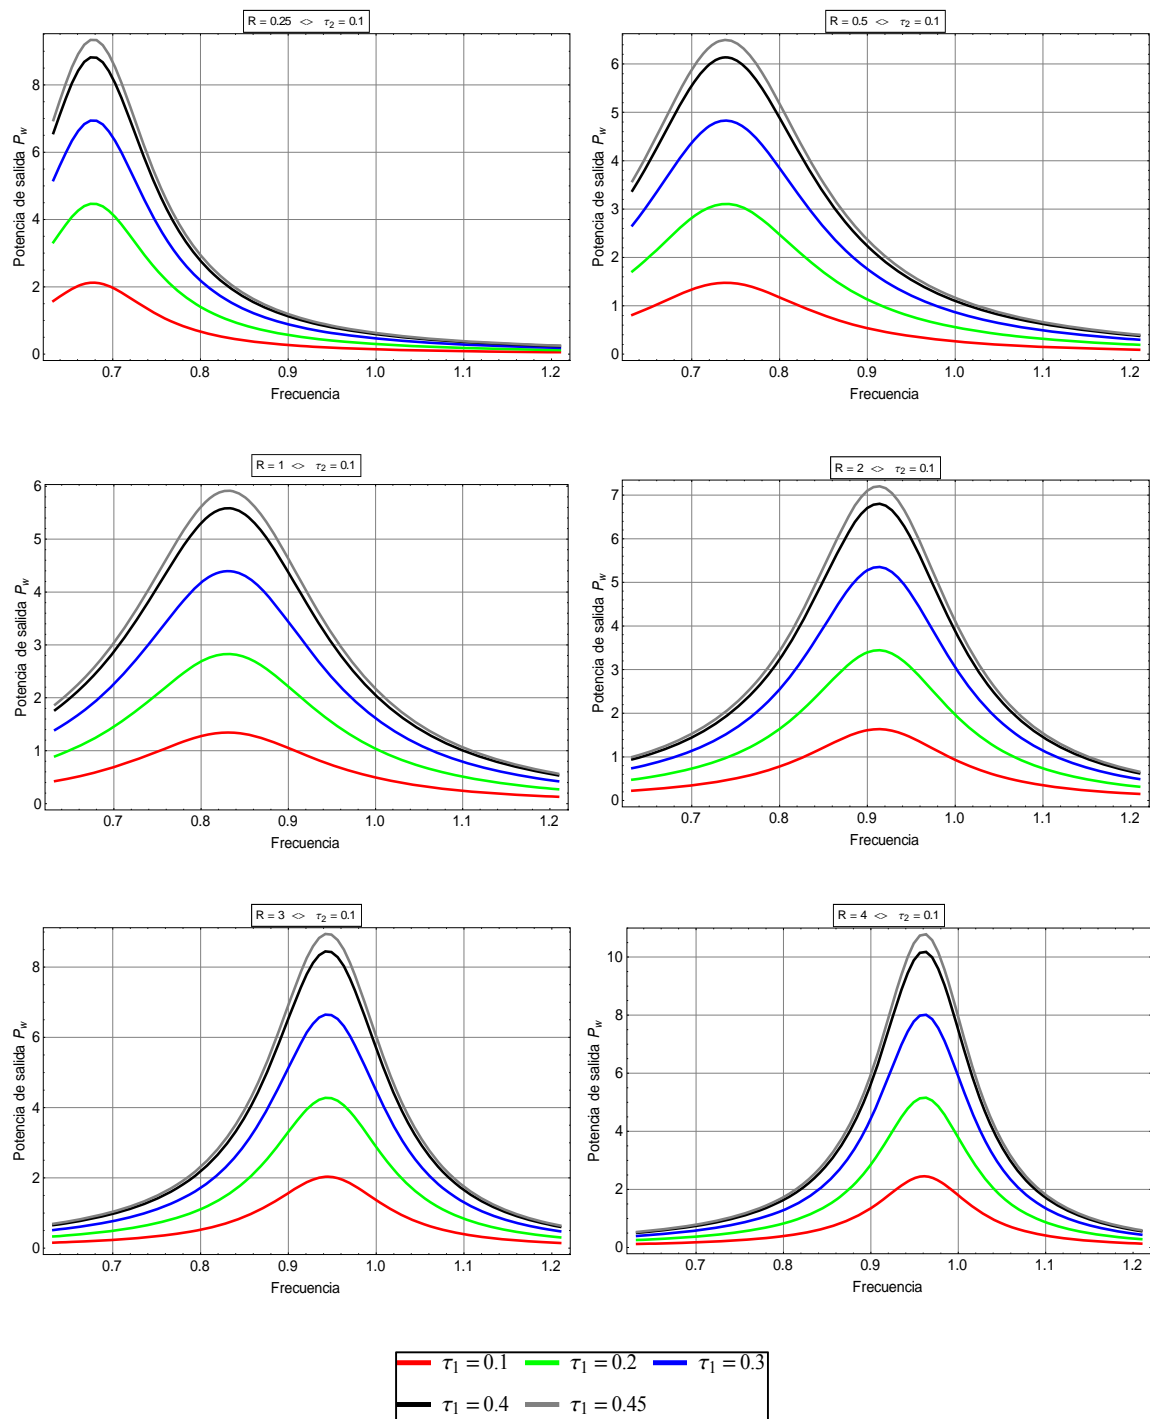 R = 0.25 <> τ₂ = 0.1
R = 0.5 <> τ₂ = 0.1
Potencia de salida P_w
8
6
4
2
0
0.7 0.8 0.9 1.0 1.1 1.2
Frecuencia
Potencia de salida P_w
6
5
4
3
2
1
0
0.7 0.8 0.9 1.0 1.1 1.2
Frecuencia
R = 1 <> τ₂ = 0.1
R = 2 <> τ₂ = 0.1
Potencia de salida P_w
6
5
4
3
2
1
0
0.7 0.8 0.9 1.0 1.1 1.2
Frecuencia
Potencia de salida P_w
7
6
5
4
3
2
1
0
0.7 0.8 0.9 1.0 1.1 1.2
Frecuencia
R = 3 <> τ₂ = 0.1
R = 4 <> τ₂ = 0.1
Potencia de salida P_w
8
6
4
2
0
0.7 0.8 0.9 1.0 1.1 1.2
Frecuencia
Potencia de salida P_w
10
8
6
4
2
0
0.7 0.8 0.9 1.0 1.1 1.2
Frecuencia
τ₁ = 0.1 τ₁ = 0.2 τ₁ = 0.3
τ₁ = 0.4 τ₁ = 0.45